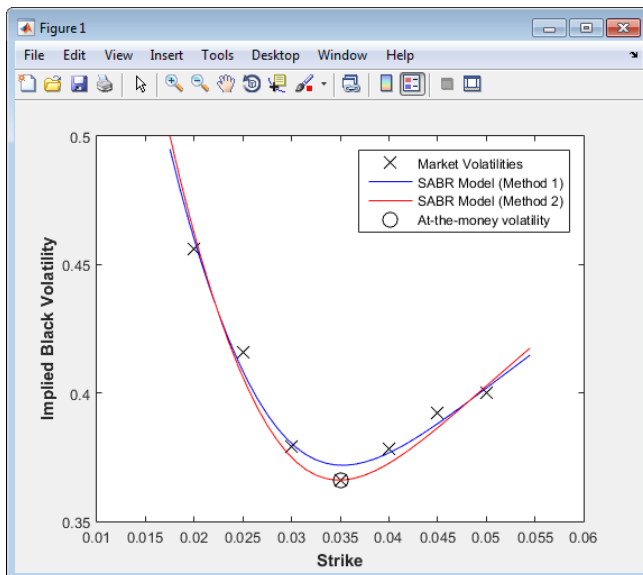 Figure 1
File Edit View Insert Tools Desktop Window Help
0.5
0.45
0.4
0.35
Implied Black Volatility
Market Volatilities
SABR Model (Method 1)
SABR Model (Method 2)
At-the-money volatility
0.01 0.015 0.02 0.025 0.03 0.035 0.04 0.045 0.05 0.055 0.06
Strike